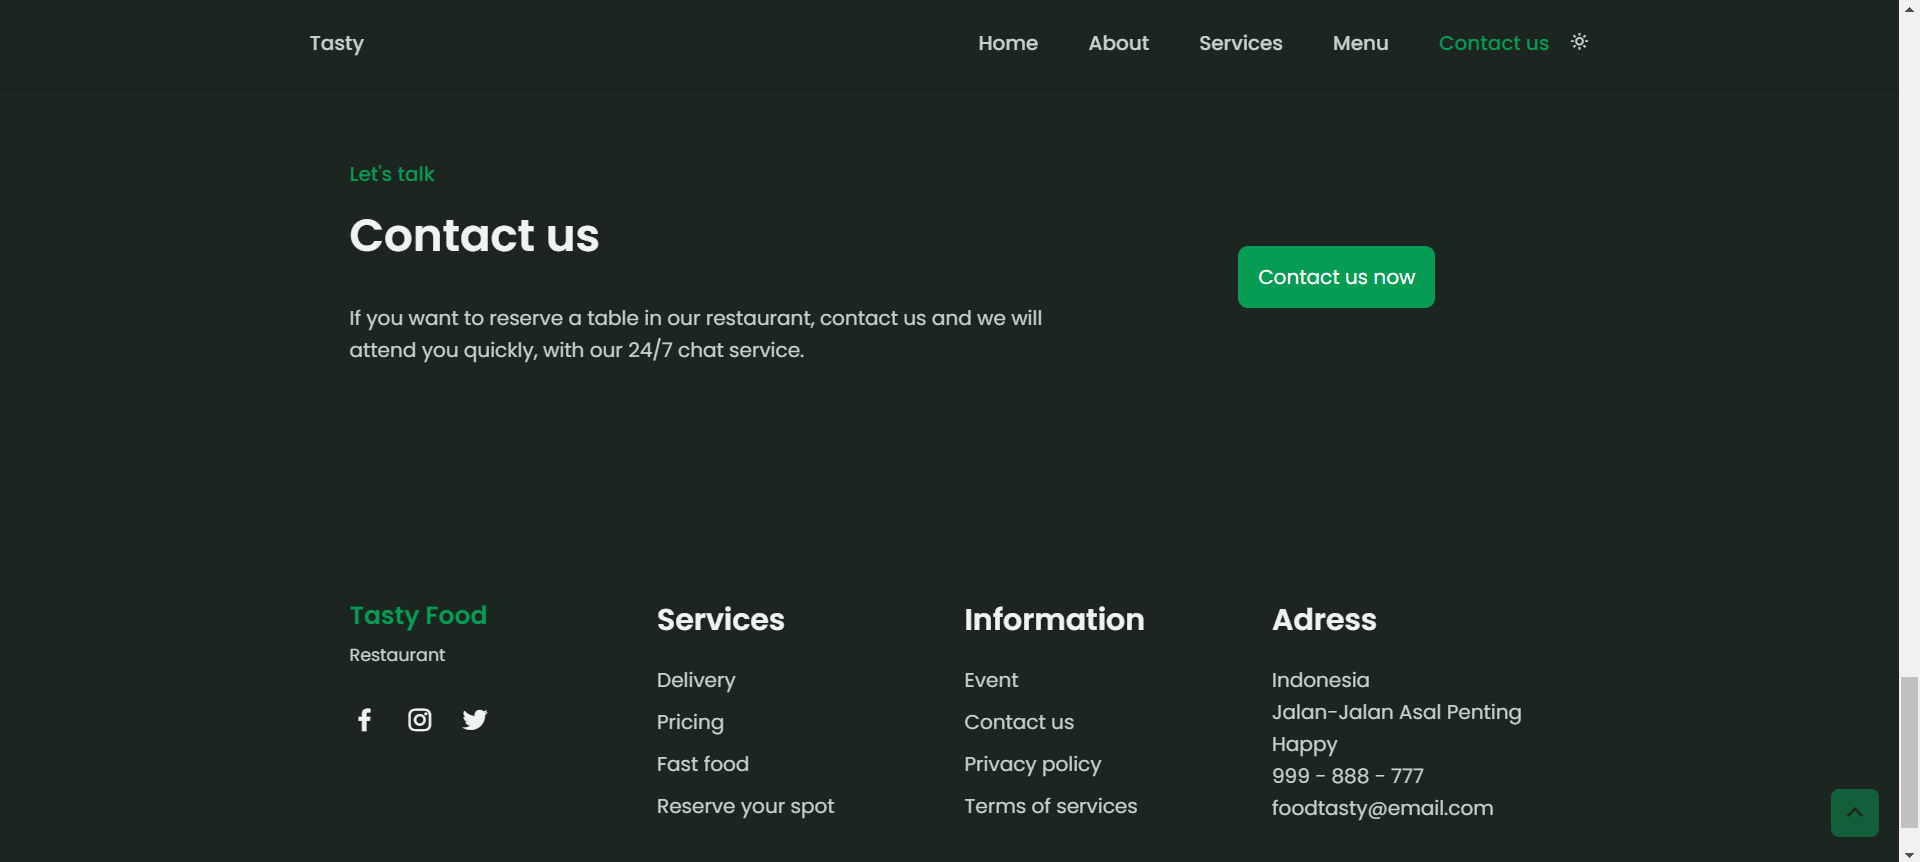 Tasty
Home
About
Services
Menu
Contact us
Let's talk
Contact us
If you want to reserve a table in our restaurant, contact us and we will
attend you quickly, with our 24/7 chat service.
Contact us now
Tasty Food
Restaurant
Services
Delivery
Pricing
Fast food
Reserve your spot
Information
Event
Contact us
Privacy policy
Terms of services
Adress
Indonesia
Jalan-Jalan Asal Penting
Happy
999 - 888 - 777
foodtasty@email.com